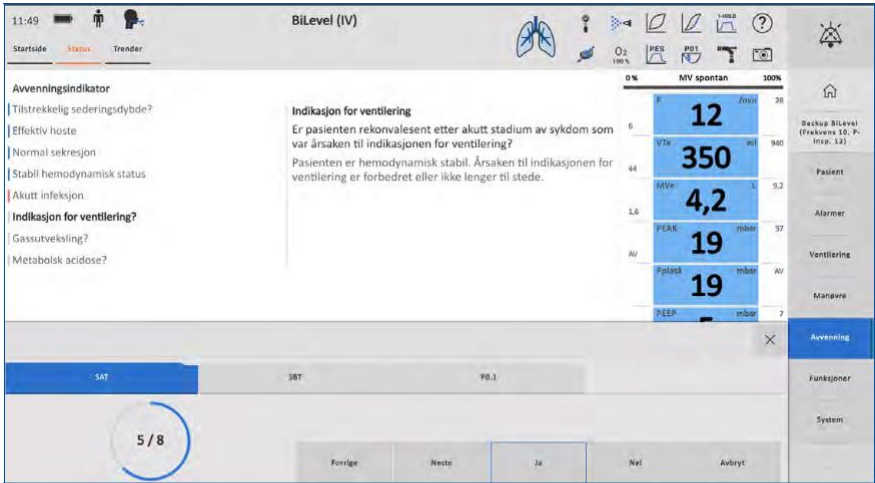 11:49
BiLevel (IV)
Startside Status Trender
O2
100 %
PES
P01
1-HOLD
?
Avvenningsindikator
Tilstrekkelig sederingsdybde?
Effektiv hoste
Normal sekresjon
Stabil hemodynamisk status
Akutt infeksjon
Indikasjon for ventilering?
Gassutveksling?
Metabolsk acidose?
Indikasjon for ventilering
Er pasienten rekonvalesent etter akutt stadium av sykdom som
var årsaken til indikasjonen for ventilering?
Pasienten er hemodynamisk stabil. Årsaken til indikasjonen for
ventilering er forbedret eller ikke lenger til stede.
0 % MV spontan 100%
F /min 36
12
6
VTe ml 940
350
44
MVe L 9,2
4,2
1,6
PEAK mbar 37
19
AV
Pplatå mbar AV
19
PEEP mbar 7
Backup BiLevel
(Frekvens 10, P-
insp. 12)
Pasient
Alarmer
Ventilering
Manøvre
Avvenning
Funksjoner
System
SAT SBT P0.1
5 / 8
Forrige Neste Ja Nei Avbryt